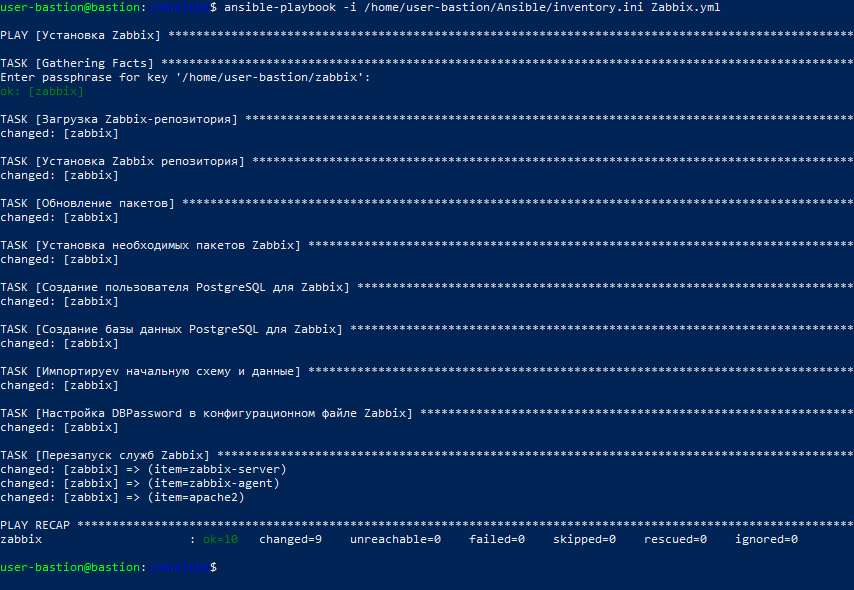 user-bastion@bastion:~/Ansible$ ansible-playbook -i /home/user-bastion/Ansible/inventory.ini Zabbix.yml
PLAY [Установка Zabbix] **************************************************************************************************
TASK [Gathering Facts] ***************************************************************************************************
Enter passphrase for key '/home/user-bastion/zabbix':
ok: [zabbix]
TASK [Загрузка Zabbix-репозитория] ***************************************************************************************
changed: [zabbix]
TASK [Установка Zabbix репозитория] **************************************************************************************
changed: [zabbix]
TASK [Обновление пакетов] ************************************************************************************************
changed: [zabbix]
TASK [Установка необходимых пакетов Zabbix] ******************************************************************************
changed: [zabbix]
TASK [Создание пользователя PostgreSQL для Zabbix] ***********************************************************************
changed: [zabbix]
TASK [Создание базы данных PostgreSQL для Zabbix] ************************************************************************
changed: [zabbix]
TASK [Импортируеv начальную схему и данные] ******************************************************************************
changed: [zabbix]
TASK [Настройка DBPassword в конфигурационном файле Zabbix] **************************************************************
changed: [zabbix]
TASK [Перезапуск служб Zabbix] *******************************************************************************************
changed: [zabbix] => (item=zabbix-server)
changed: [zabbix] => (item=zabbix-agent)
changed: [zabbix] => (item=apache2)
PLAY RECAP ***************************************************************************************************************
zabbix                     : ok=10   changed=9    unreachable=0    failed=0    skipped=0    rescued=0    ignored=0
user-bastion@bastion:~/Ansible$